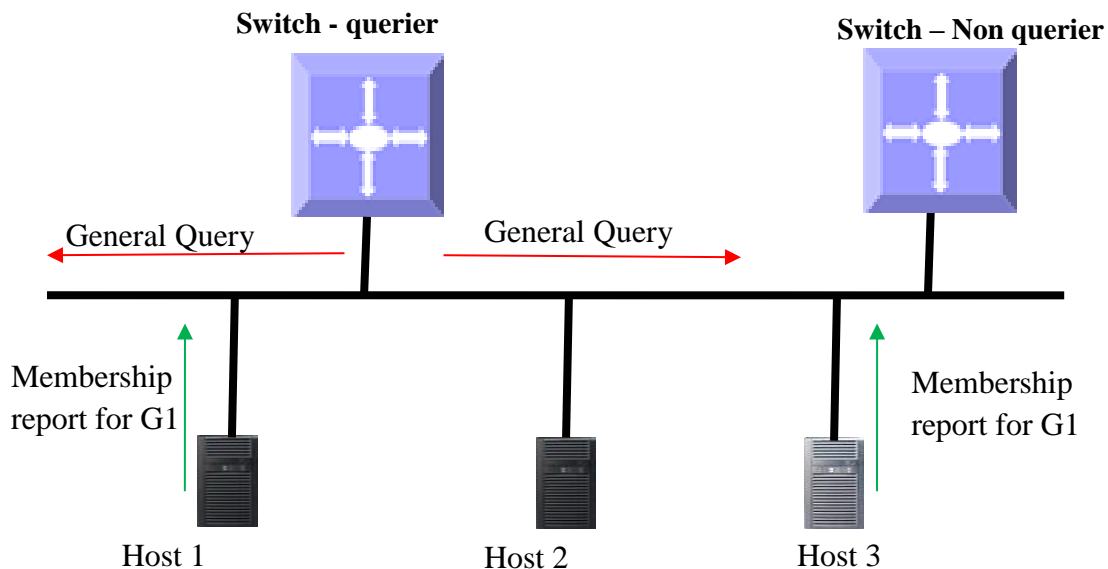 Switch - querier
Switch – Non querier
General Query
General Query
Membership
report for G1
Membership
report for G1
Host 1
Host 2
Host 3